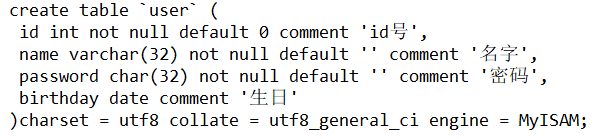 create table `user` (
id int not null default 0 comment 'id号',
name varchar(32) not null default '' comment '名字',
password char(32) not null default '' comment '密码',
birthday date comment '生日'
)charset = utf8 collate = utf8_general_ci engine = MyISAM;